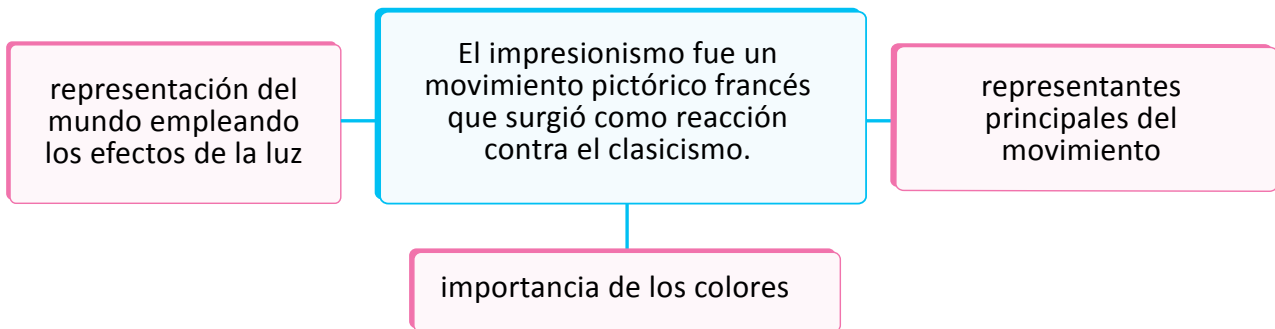 representación del
mundo empleando
los efectos de la luz
El impresionismo fue un
movimiento pictórico francés
que surgió como reacción
contra el clasicismo.
representantes
principales del
movimiento
importancia de los colores